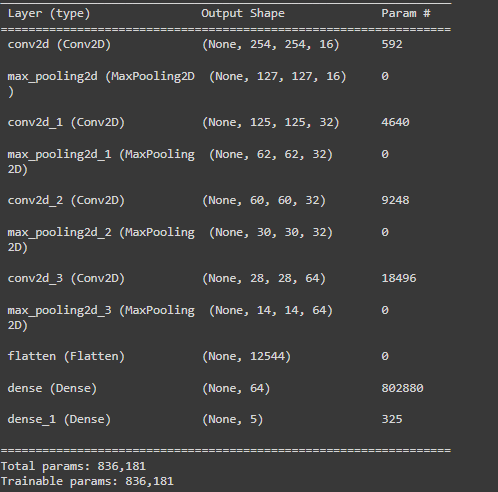 Layer (type) Output Shape Param #
=================================================================
conv2d (Conv2D) (None, 254, 254, 16) 592
max_pooling2d (MaxPooling2D (None, 127, 127, 16) 0
)
conv2d_1 (Conv2D) (None, 125, 125, 32) 4640
max_pooling2d_1 (MaxPooling (None, 62, 62, 32) 0
2D)
conv2d_2 (Conv2D) (None, 60, 60, 32) 9248
max_pooling2d_2 (MaxPooling (None, 30, 30, 32) 0
2D)
conv2d_3 (Conv2D) (None, 28, 28, 64) 18496
max_pooling2d_3 (MaxPooling (None, 14, 14, 64) 0
2D)
flatten (Flatten) (None, 12544) 0
dense (Dense) (None, 64) 802880
dense_1 (Dense) (None, 5) 325
=================================================================
Total params: 836,181
Trainable params: 836,181